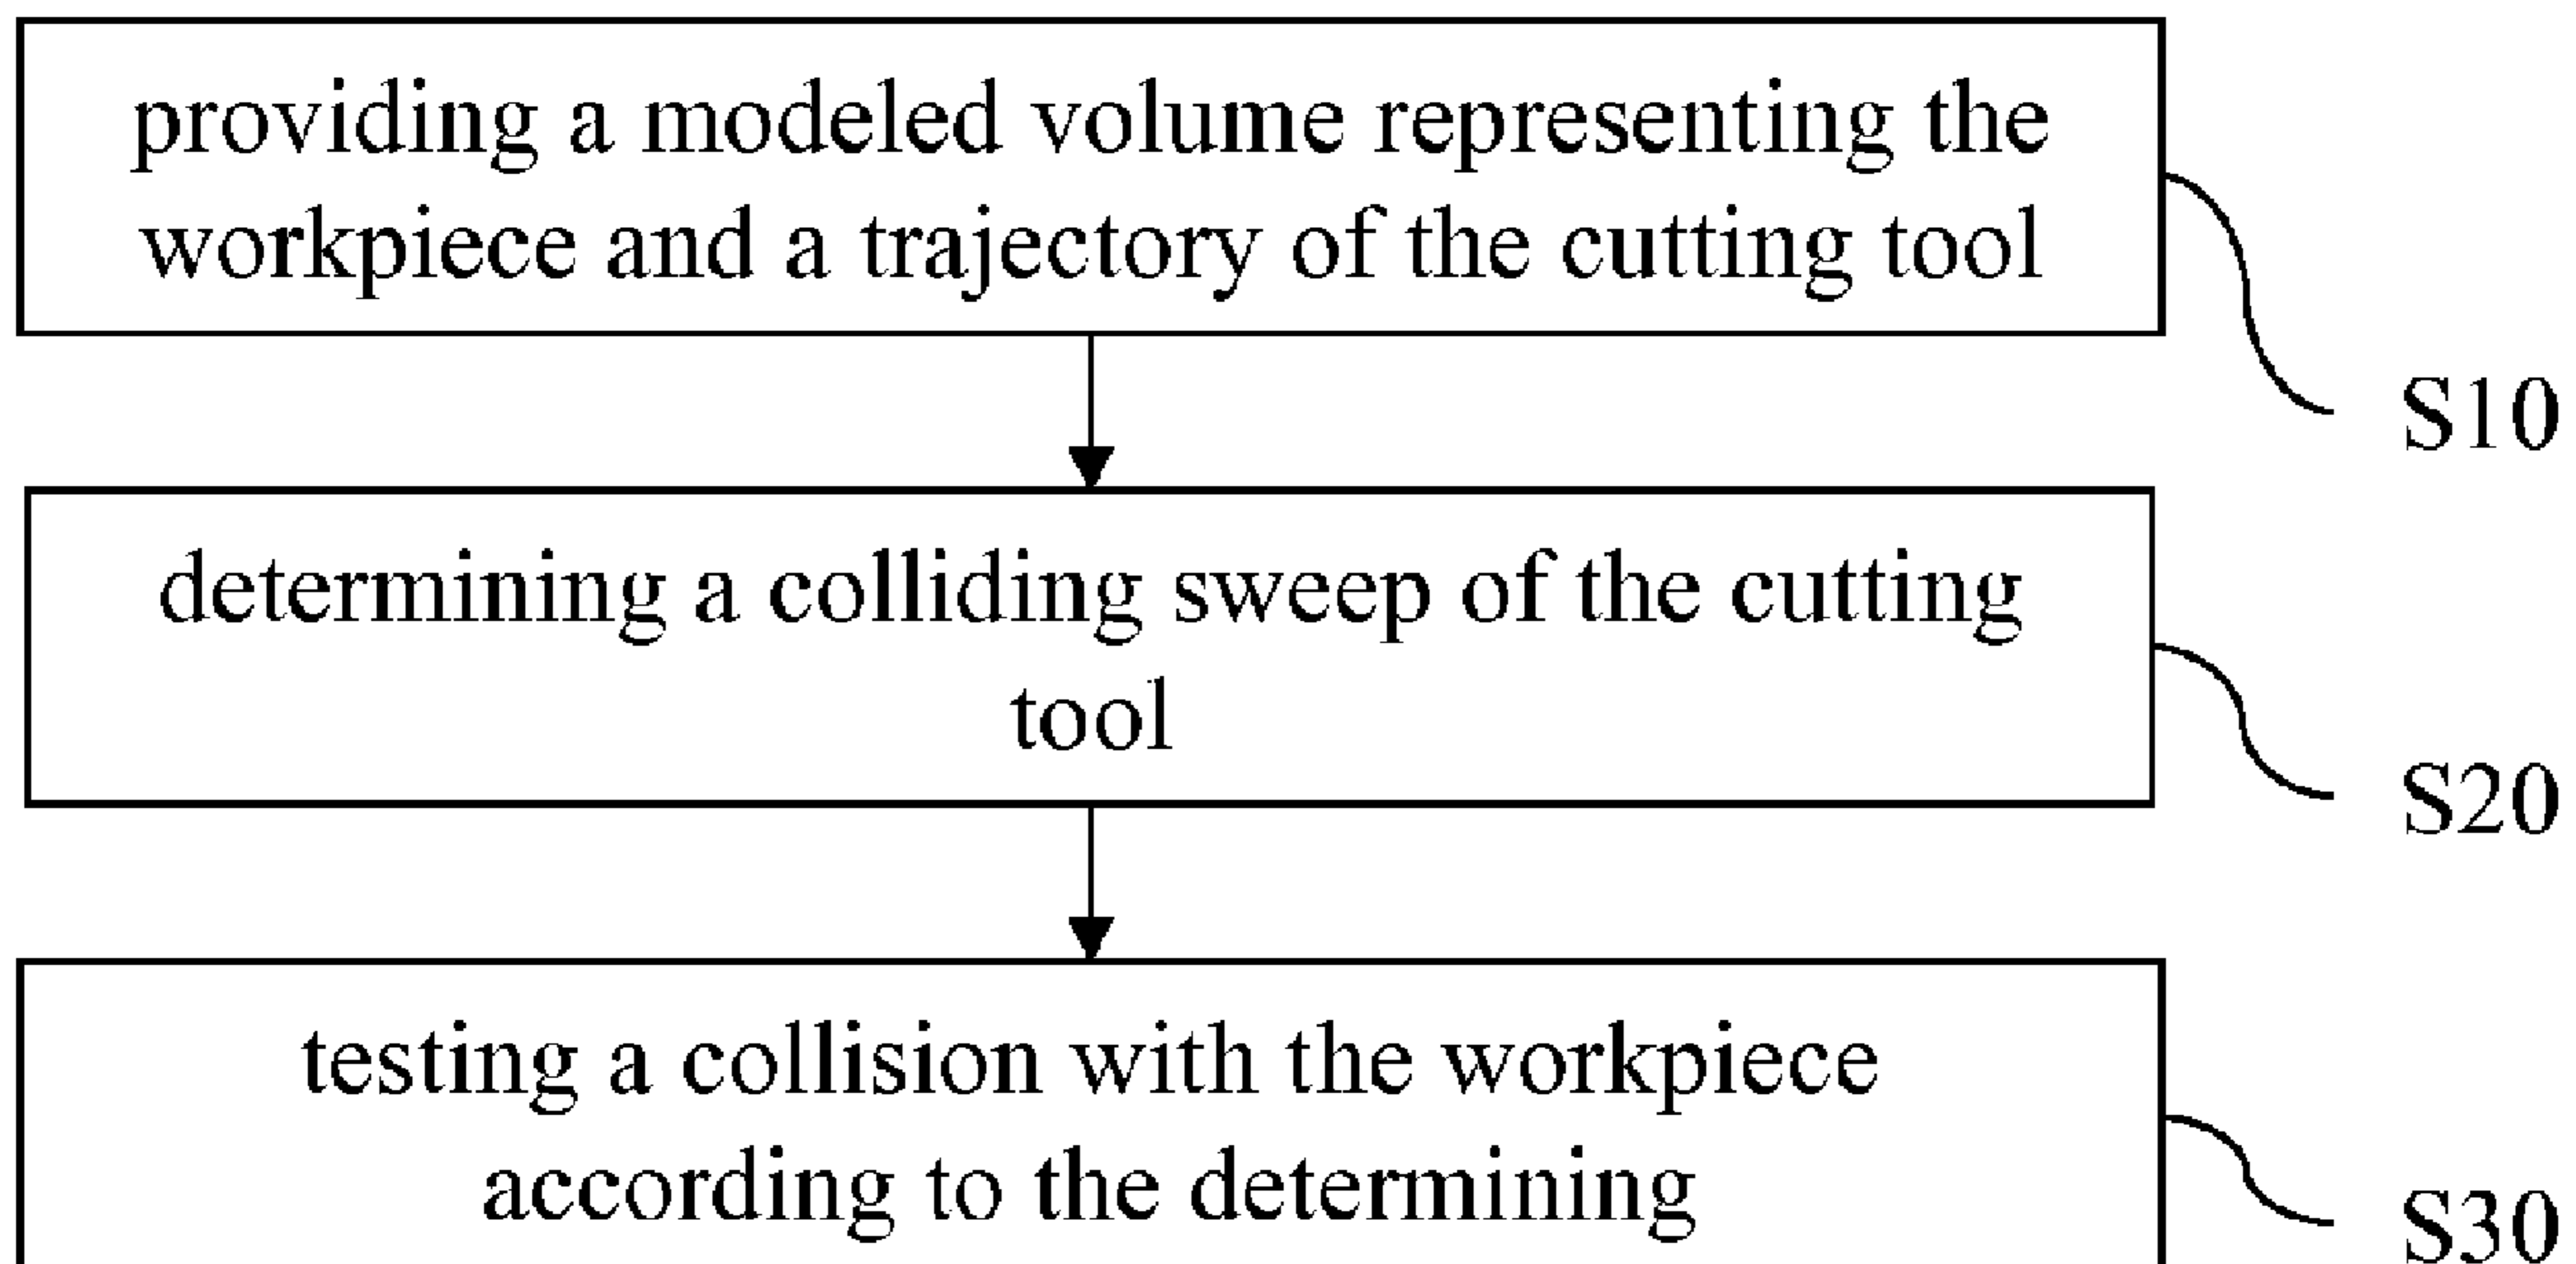 providing a modeled volume representing the
workpiece and a trajectory of the cutting tool
S10
determining a colliding sweep of the cutting
tool
S20
testing a collision with the workpiece
according to the determining
S30